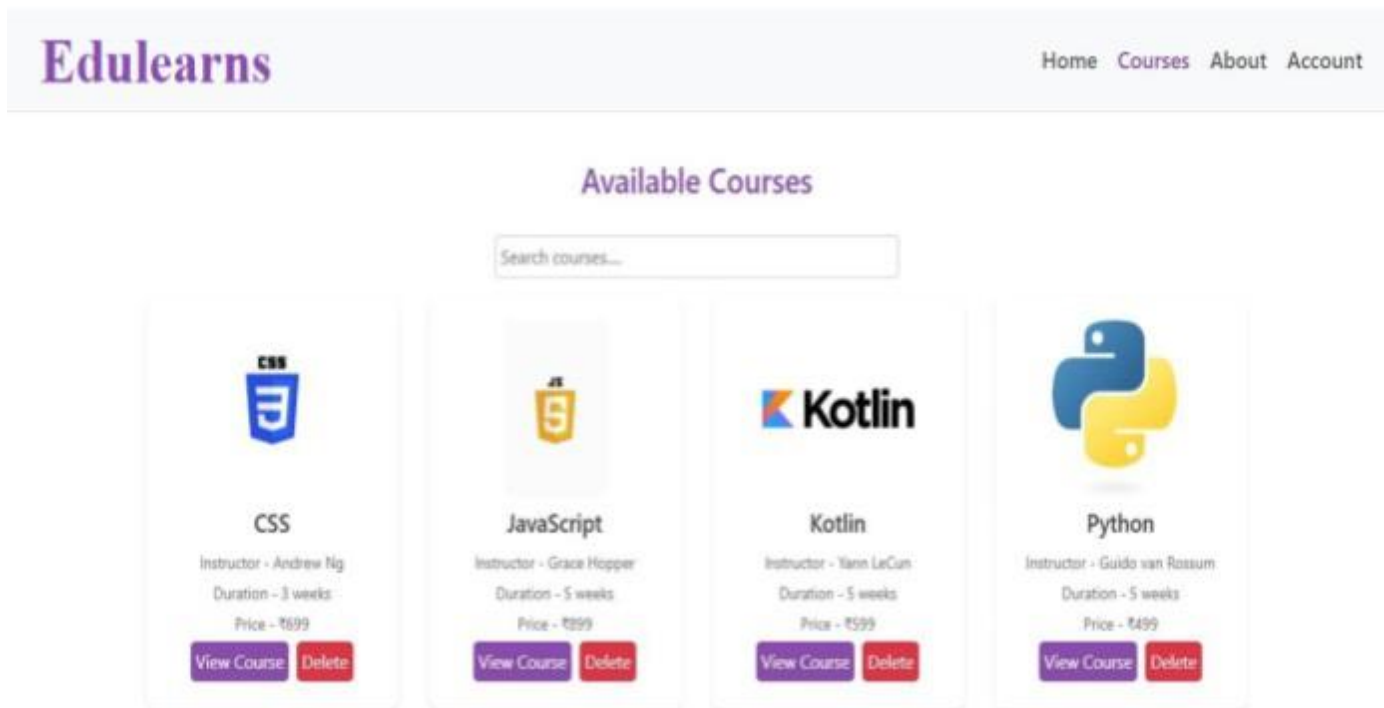 Edulearns
Home Courses About Account
Available Courses
Search courses....
CSS
JS
Kotlin
CSS
Instructor - Andrew Ng
Duration - 3 weeks
Price - ₹699
View Course Delete
JavaScript
Instructor - Grace Hopper
Duration - 5 weeks
Price - ₹899
View Course Delete
Kotlin
Instructor - Yann LeCun
Duration - 5 weeks
Price - ₹599
View Course Delete
Python
Instructor - Guido van Rossum
Duration - 5 weeks
Price - ₹499
View Course Delete